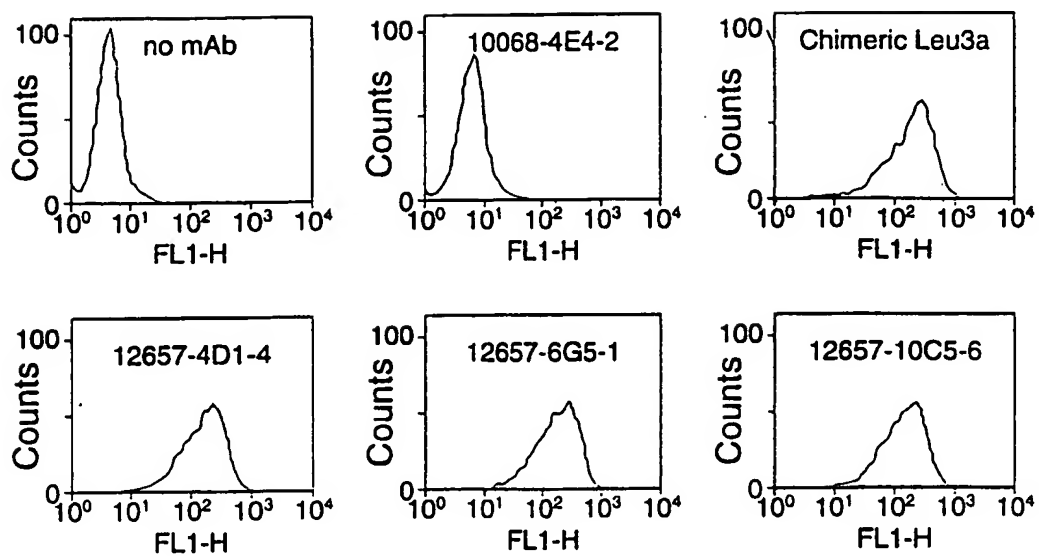 100
no mAb
Counts
0
10⁰ 10¹ 10² 10³ 10⁴
FL1-H
100
10068-4E4-2
Counts
0
10⁰ 10¹ 10² 10³ 10⁴
FL1-H
100
Chimeric Leu3a
Counts
0
10⁰ 10¹ 10² 10³ 10⁴
FL1-H
100
12657-4D1-4
Counts
0
10⁰ 10¹ 10² 10³ 10⁴
FL1-H
100
12657-6G5-1
Counts
0
10⁰ 10¹ 10² 10³ 10⁴
FL1-H
100
12657-10C5-6
Counts
0
10⁰ 10¹ 10² 10³ 10⁴
FL1-H